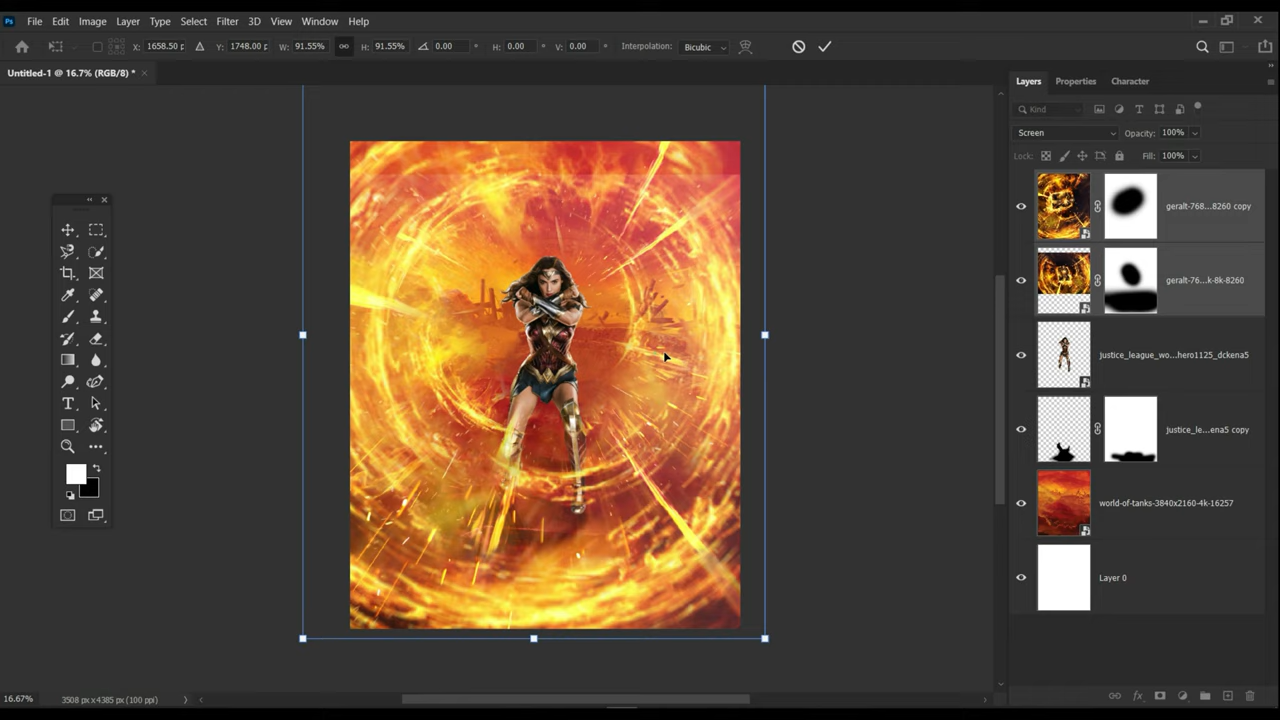 Ps File Edit Image Layer Type Select Filter 3D View Window Help
X: 1658.50 p Y: 1748.00 p W: 91.55% H: 91.55% 0.00 ° H: 0.00 ° V: 0.00 ° Interpolation: Bicubic
Untitled-1 @ 16.7% (RGB/8) *
Layers Properties Character
Kind
Screen Opacity: 100%
Lock: Fill: 100%
geralt-768...8260 copy
geralt-76...k-8k-8260
justice_league_wo...hero1125_dckena5
justice_le...ena5 copy
world-of-tanks-3840x2160-4k-16257
Layer 0
16.67% 3508 px x4385 px (100 ppi)